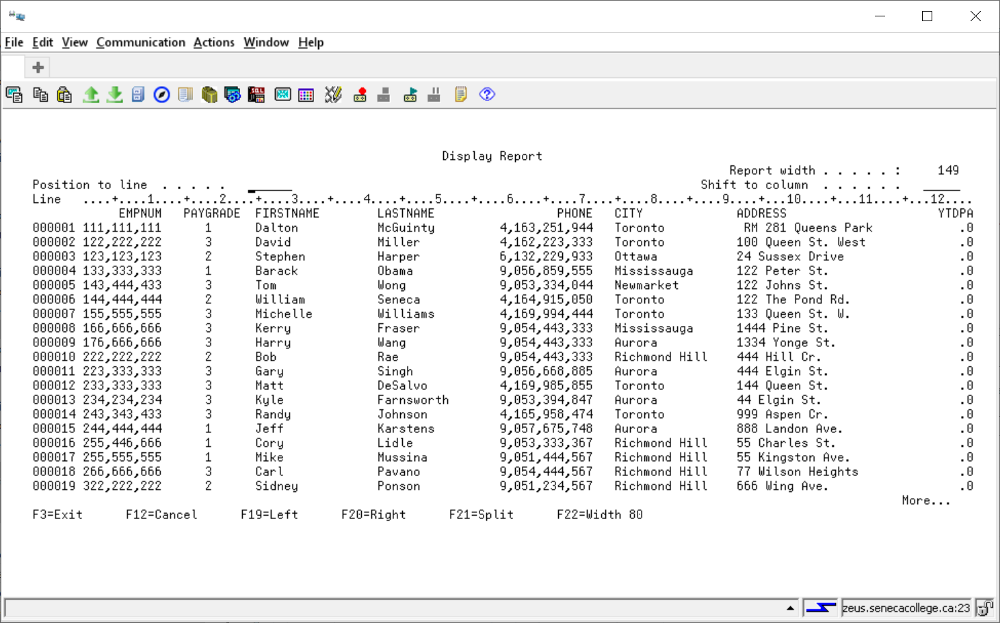 File Edit View Communication Actions Window Help
Display Report
Report width . . . . . : 149
Position to line . . . . . Shift to column . . . . . .
Line ....+....1....+....2....+....3....+....4....+....5....+....6....+....7....+....8....+....9....+...10....+...11....+...12....
EMPNUM PAYGRADE FIRSTNAME LASTNAME PHONE CITY ADDRESS YTDPA
000001 111,111,111 1 Dalton McGuinty 4,163,251,944 Toronto RM 281 Queens Park .0
000002 122,222,222 3 David Miller 4,162,223,333 Toronto 100 Queen St. West .0
000003 123,123,123 2 Stephen Harper 6,132,229,933 Ottawa 24 Sussex Drive .0
000004 133,333,333 1 Barack Obama 9,056,859,555 Mississauga 122 Peter St. .0
000005 143,444,433 3 Tom Wong 9,053,334,044 Newmarket 122 Johns St. .0
000006 144,444,444 2 William Seneca 4,164,915,050 Toronto 122 The Pond Rd. .0
000007 155,555,555 3 Michelle Williams 4,169,994,444 Toronto 133 Queen St. W. .0
000008 166,666,666 3 Kerry Fraser 9,054,443,333 Mississauga 1444 Pine St. .0
000009 176,666,666 3 Harry Wang 9,054,443,333 Aurora 1334 Yonge St. .0
000010 222,222,222 2 Bob Rae 9,054,443,333 Richmond Hill 444 Hill Cr. .0
000011 223,333,333 3 Gary Singh 9,056,668,885 Aurora 444 Elgin St. .0
000012 233,333,333 3 Matt DeSalvo 4,169,985,855 Toronto 144 Queen St. .0
000013 234,234,234 3 Kyle Farnsworth 9,053,394,847 Aurora 44 Elgin St. .0
000014 243,343,433 3 Randy Johnson 4,165,958,474 Toronto 999 Aspen Cr. .0
000015 244,444,444 1 Jeff Karstens 9,057,675,748 Aurora 888 Landon Ave. .0
000016 255,446,666 1 Cory Lidle 9,053,333,367 Richmond Hill 55 Charles St. .0
000017 255,555,555 1 Mike Mussina 9,051,444,567 Richmond Hill 55 Kingston Ave. .0
000018 266,666,666 3 Carl Pavano 9,054,444,567 Richmond Hill 77 Wilson Heights .0
000019 322,222,222 2 Sidney Ponson 9,051,234,567 Richmond Hill 666 Wing Ave. .0
More...
F3=Exit F12=Cancel F19=Left F20=Right F21=Split F22=Width 80
zeus.senecacollege.ca:23